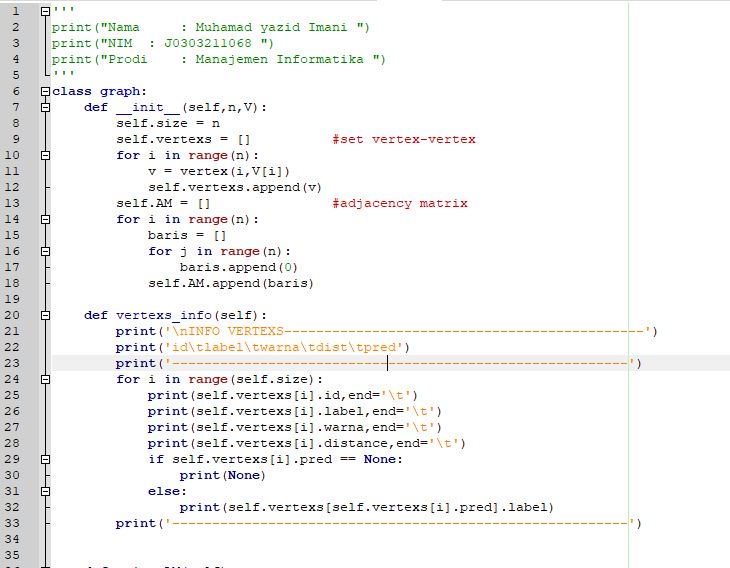 1 '''
2 print("Nama     : Muhamad yazid Imani ")
3 print("NIM  : J0303211068 ")
4 print("Prodi    : Manajemen Informatika ")
5 '''
6 class graph:
7     def __init__(self,n,V):
8         self.size = n
9         self.vertexs = []          #set vertex-vertex
10         for i in range(n):
11             v = vertex(i,V[i])
12             self.vertexs.append(v)
13         self.AM = []               #adjacency matrix
14         for i in range(n):
15             baris = []
16             for j in range(n):
17                 baris.append(0)
18             self.AM.append(baris)
19
20     def vertexs_info(self):
21         print('\nINFO VERTEXS---------------------------------------------')
22         print('id\tlabel\twarna\tdist\tpred')
23         print('---------------------------------------------------------')
24         for i in range(self.size):
25             print(self.vertexs[i].id,end='\t')
26             print(self.vertexs[i].label,end='\t')
27             print(self.vertexs[i].warna,end='\t')
28             print(self.vertexs[i].distance,end='\t')
29             if self.vertexs[i].pred == None:
30                 print(None)
31             else:
32                 print(self.vertexs[self.vertexs[i].pred].label)
33         print('---------------------------------------------------------')
34
35